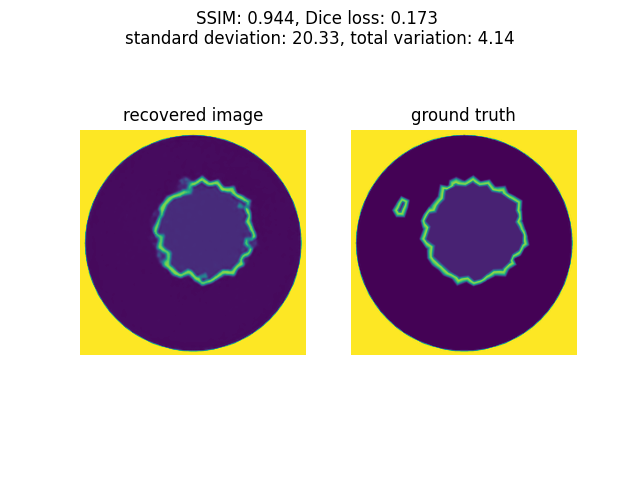 SSIM: 0.944, Dice loss: 0.173
standard deviation: 20.33, total variation: 4.14
recovered image
ground truth